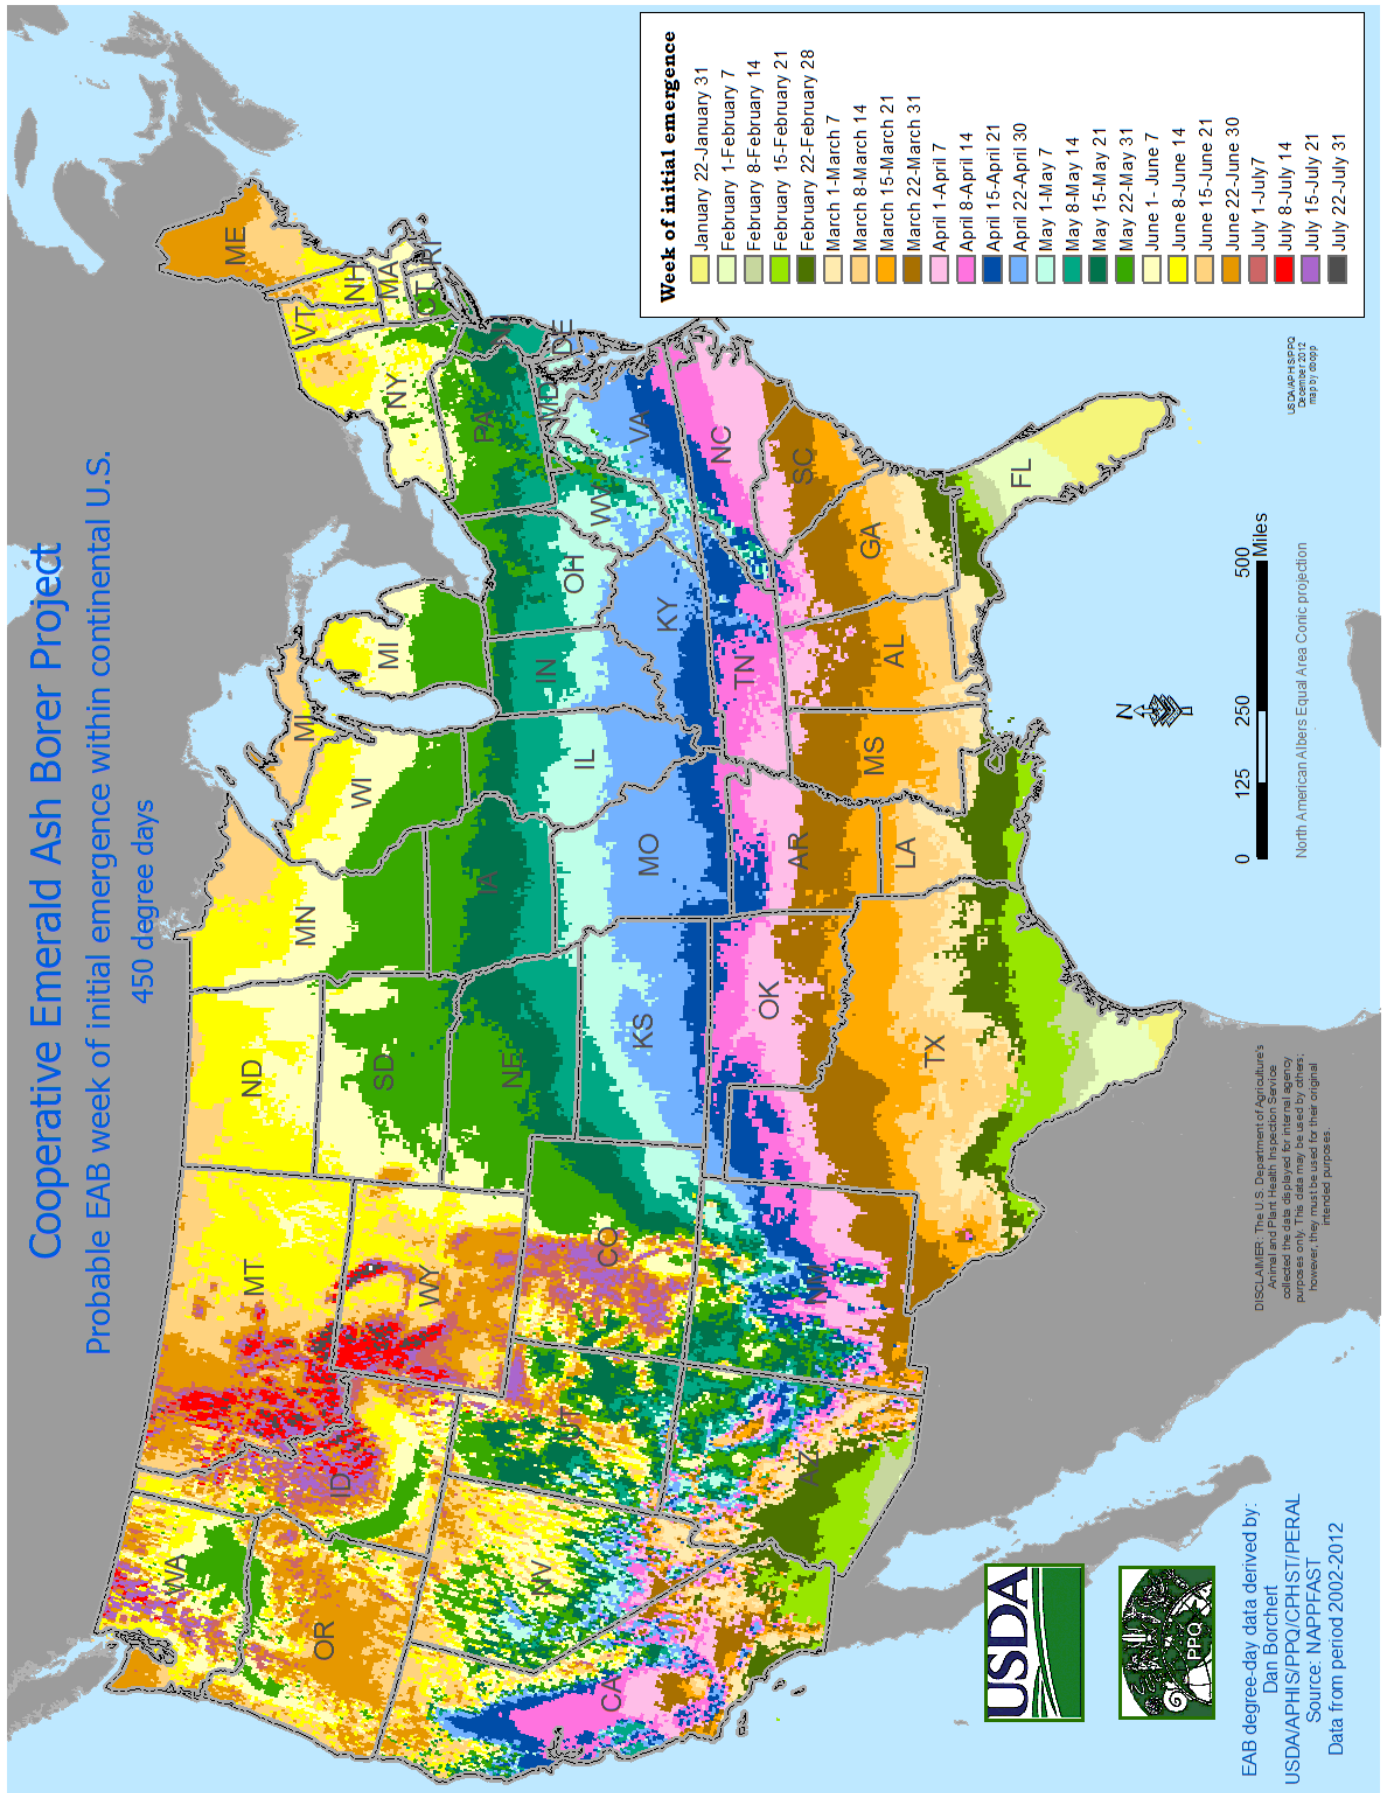 Cooperative Emerald Ash Borer Project
Probable EAB week of initial emergence within continental U.S.
450 degree days
Week of initial emergence
January 22-January 31
February 1-February 7
February 8-February 14
February 15-February 21
February 22-February 28
March 1-March 7
March 8-March 14
March 15-March 21
March 22-March 31
April 1-April 7
April 8-April 14
April 15-April 21
April 22-April 30
May 1-May 7
May 8-May 14
May 15-May 21
May 22-May 31
June 1- June 7
June 8-June 14
June 15-June 21
June 22-June 30
July 1-July7
July 8-July 14
July 15-July 21
July 22-July 31
WA
OR
CA
ID
NV
MT
WY
UT
AZ
CO
NM
ND
SD
NE
KS
OK
TX
MN
IA
MO
AR
LA
WI
IL
MI
MI
IN
OH
KY
TN
MS
AL
GA
FL
SC
NC
VA
WV
MD
DE
NJ
PA
NY
VT
NH
MA
CT
RI
ME
USDA
PPQ
EAB degree-day data derived by:
Dan Borchert
USDA/APHIS/PPQ/CPHST/PERAL
Source: NAPPFAST
Data from period 2002-2012
DISCLAIMER: The U.S. Department of Agriculture's
Animal and Plant Health Inspection Service
collected the data displayed for internal agency
purposes only. This data may be used by others;
however, they must be used for their original
intended purposes.
N
0 125 250 500
Miles
North American Albers Equal Area Conic projection
USDA/APHIS/PPQ
December 2012